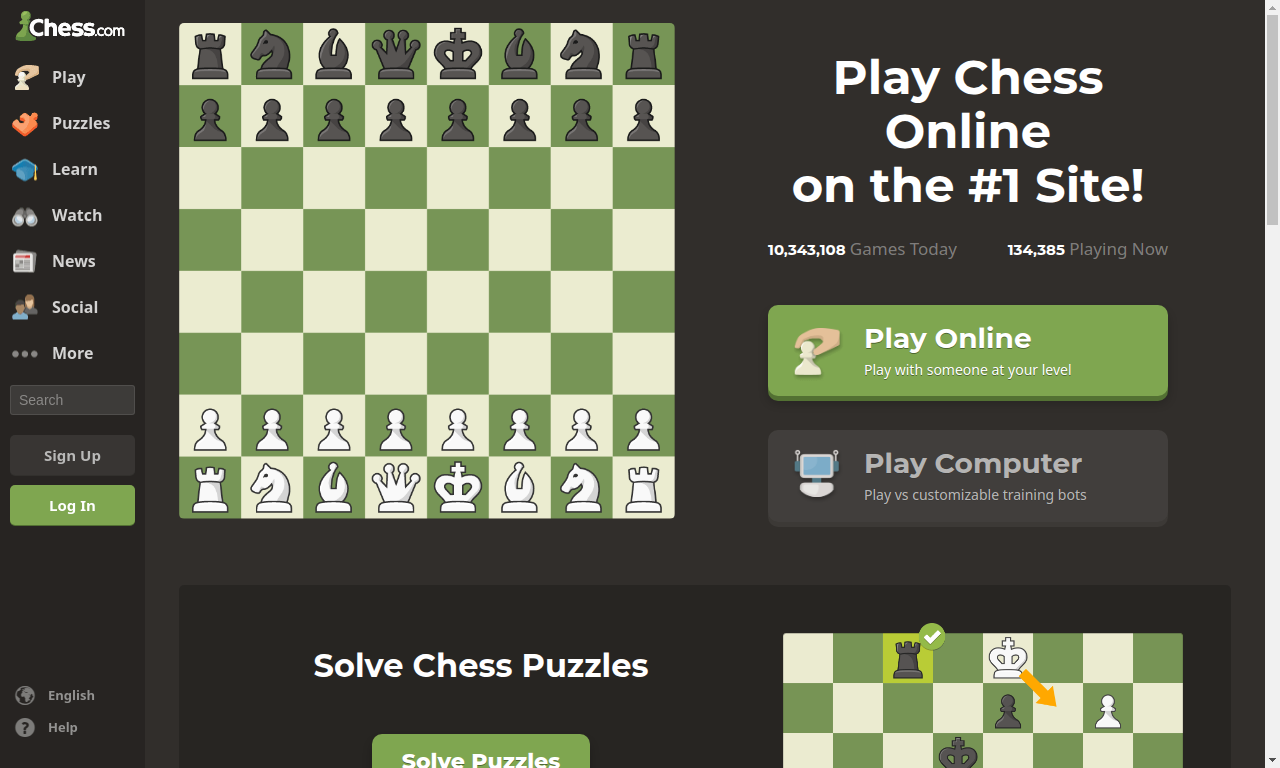 Chess.com
Play
Puzzles
Learn
Watch
News
Social
More
Search
Sign Up
Log In
English
Help
Play Chess
Online
on the #1 Site!
10,343,108 Games Today
134,385 Playing Now
Play Online
Play with someone at your level
Play Computer
Play vs customizable training bots
Solve Chess Puzzles
Solve Puzzles